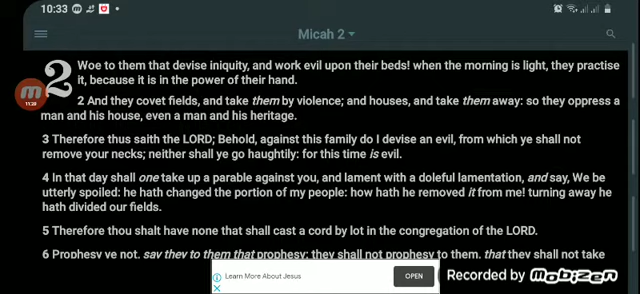 10:33
Micah 2
2 Woe to them that devise iniquity, and work evil upon their beds! when the morning is light, they practise
it, because it is in the power of their hand.
2 And they covet fields, and take them by violence; and houses, and take them away: so they oppress a
man and his house, even a man and his heritage.
3 Therefore thus saith the LORD; Behold, against this family do I devise an evil, from which ye shall not
remove your necks; neither shall ye go haughtily: for this time is evil.
4 In that day shall one take up a parable against you, and lament with a doleful lamentation, and say, We be
utterly spoiled: he hath changed the portion of my people: how hath he removed it from me! turning away he
hath divided our fields.
5 Therefore thou shalt have none that shall cast a cord by lot in the congregation of the LORD.
6 Prophesy ye not, say they to them that prophesy: they shall not prophesy to them, that they shall not take
Learn More About Jesus
OPEN
Recorded by Mobizen
11:28